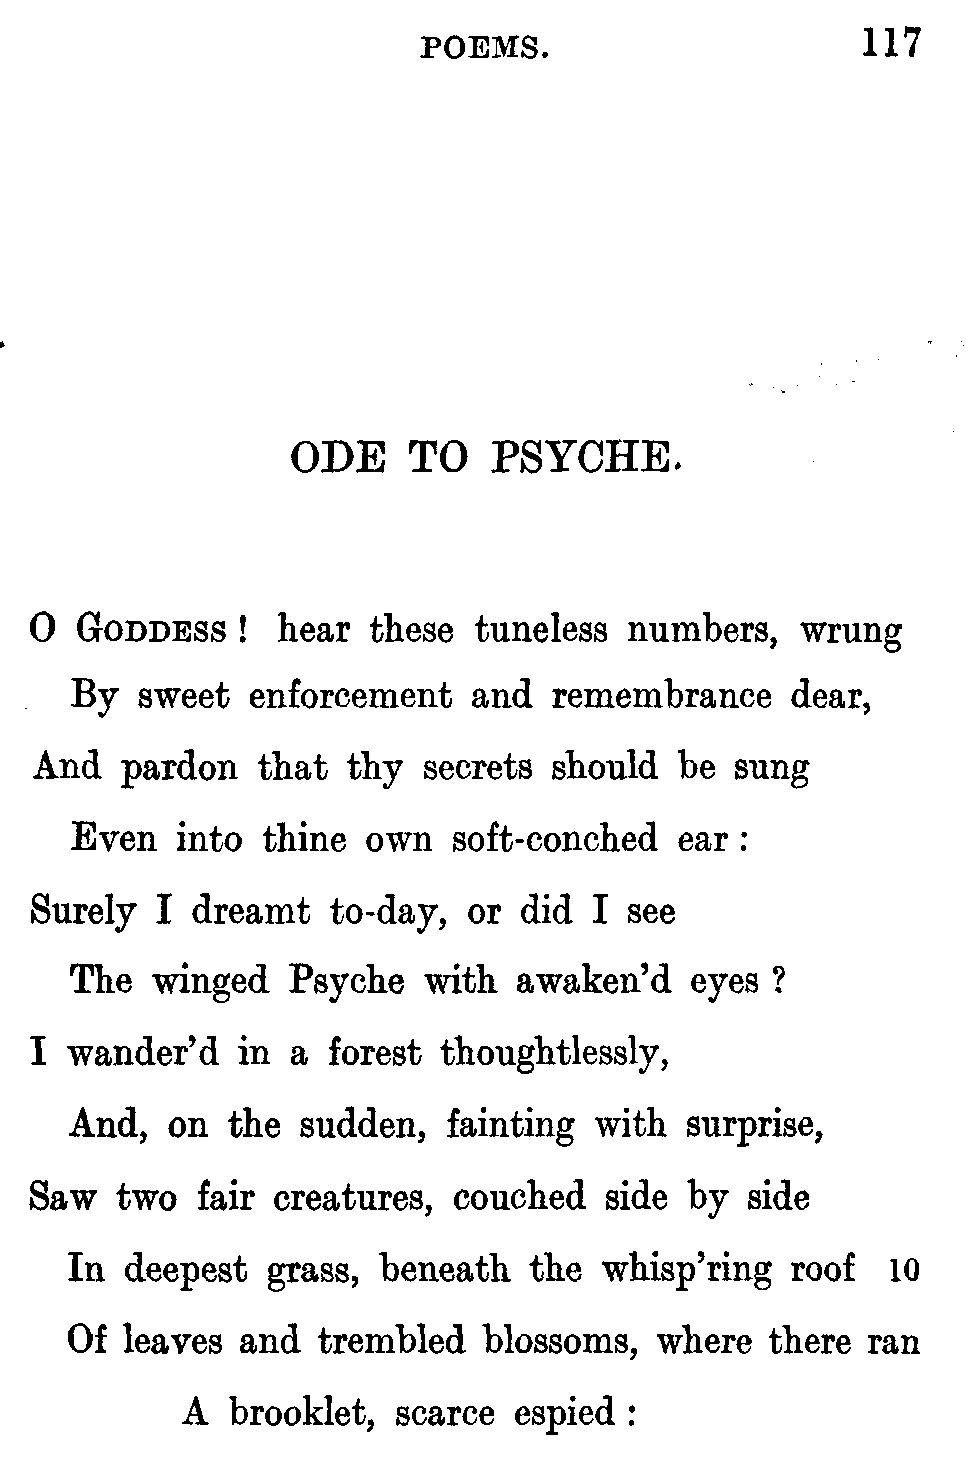 POEMS. 117
ODE TO PSYCHE.
O GODDESS ! hear these tuneless numbers, wrung
By sweet enforcement and remembrance dear,
And pardon that thy secrets should be sung
Even into thine own soft-conched ear :
Surely I dreamt to-day, or did I see
The winged Psyche with awaken'd eyes ?
I wander'd in a forest thoughtlessly,
And, on the sudden, fainting with surprise,
Saw two fair creatures, couched side by side
In deepest grass, beneath the whisp'ring roof 10
Of leaves and trembled blossoms, where there ran
A brooklet, scarce espied :